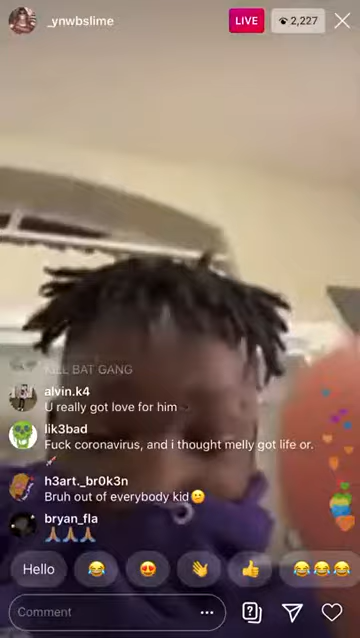 _ynwbslime
LIVE
2,227
KILL BAT GANG
alvin.k4
U really got love for him
lik3bad
Fuck coronavirus, and i thought melly got life or.
h3art._br0k3n
Bruh out of everybody kid🙁
bryan_fla
🙏🏽🙏🏽🙏🏽
Hello
Comment